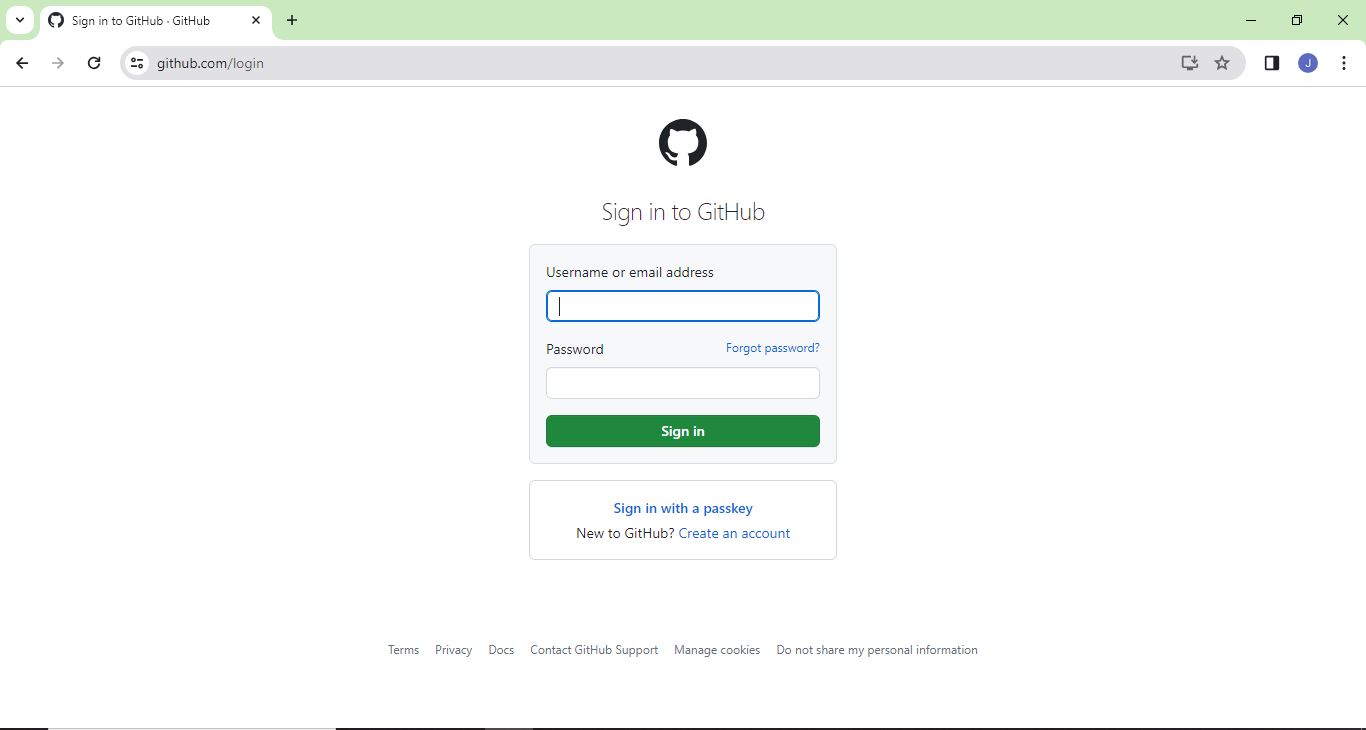 Sign in to GitHub · GitHub
github.com/login
J
Sign in to GitHub
Username or email address
Password Forgot password?
Sign in
Sign in with a passkey
New to GitHub? Create an account
Terms Privacy Docs Contact GitHub Support Manage cookies Do not share my personal information